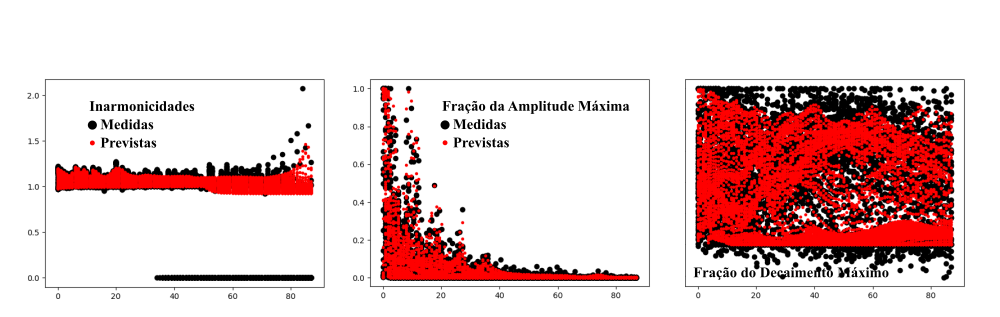 Inarmonicidades
Medidas
Previstas
2.0
1.5
1.0
0.5
0.0
0 20 40 60 80
Fração da Amplitude Máxima
Medidas
Previstas
1.0
0.8
0.6
0.4
0.2
0.0
0 20 40 60 80
Fração do Decaimento Máximo
0 20 40 60 80